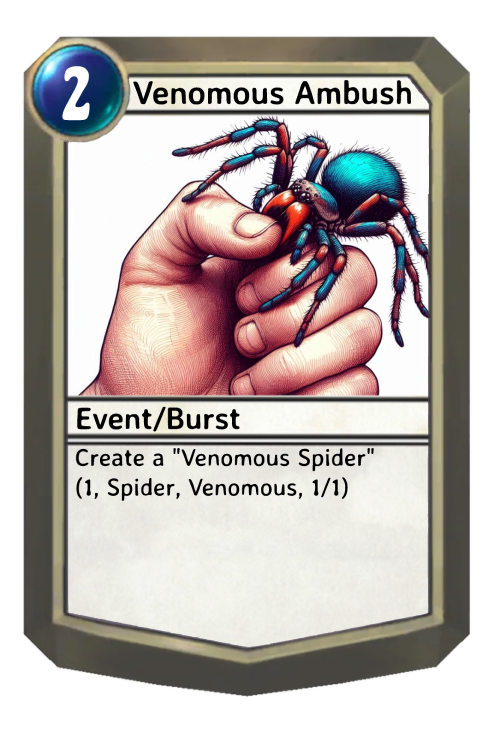 2
Venomous Ambush
Event/Burst
Create a "Venomous Spider"
(1, Spider, Venomous, 1/1)